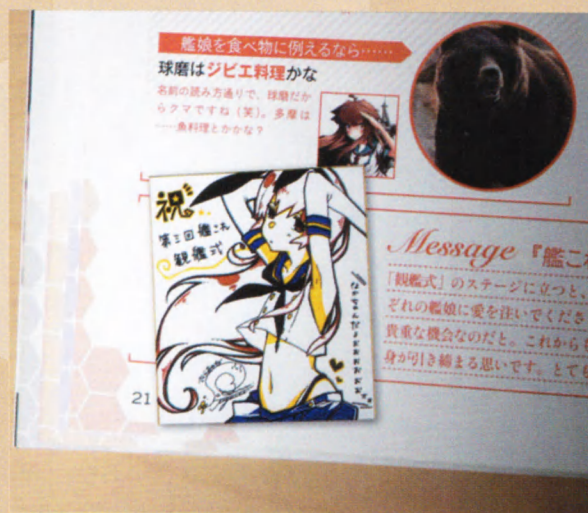 艦娘を食べ物に例えるなら……
球磨はジビエ料理かな
名前の読み方通りで、球磨だか
らクマですね（笑）。多摩は
……魚料理とかかな？
祝
観艦式
Message『艦これ
「観艦式」のステージに立つと
ぞれの艦娘に愛を注いでくださ
貴重な機会なのだと。これからも
身が引き締まる思いです。とても
21